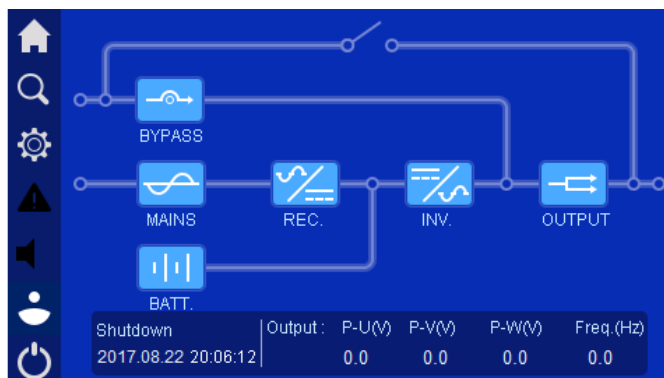 BYPASS
MAINS
REC.
INV.
OUTPUT
BATT.
Shutdown Output : P-U(V) P-V(V) P-W(V) Freq.(Hz)
2017.08.22 20:06:12 0.0 0.0 0.0 0.0